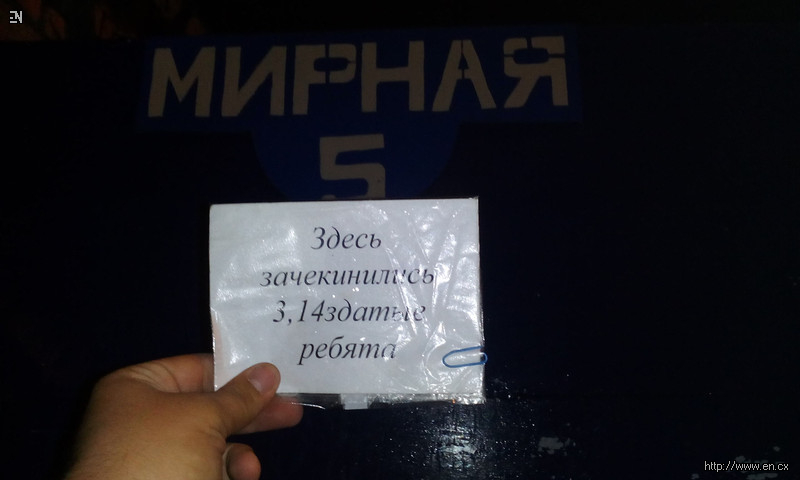 EN
МИРНАЯ
5
Здесь
зачекинились
3,14здатые
ребята
http://www.en.cx